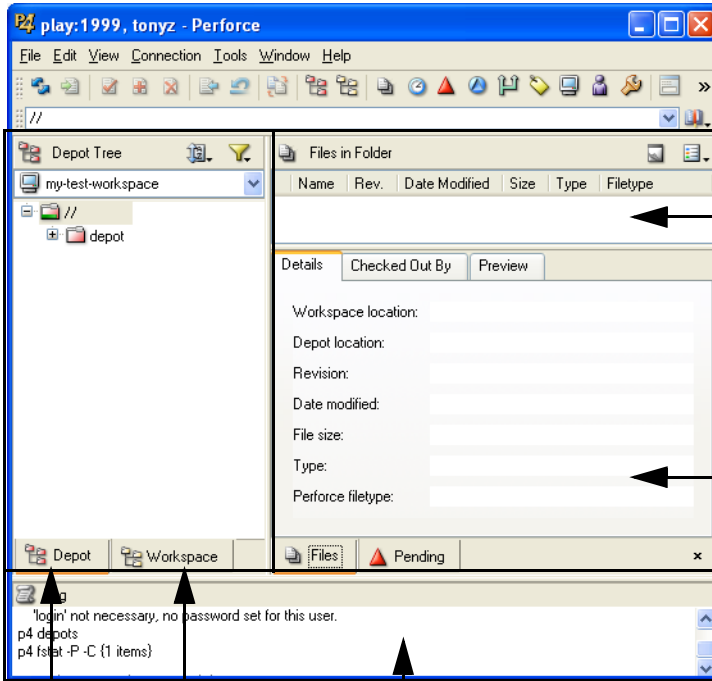 play:1999, tonyz - Perforce
File Edit View Connection Tools Window Help
//
Depot Tree
Files in Folder
my-test-workspace
Name Rev. Date Modified Size Type Filetype
//
depot
Details Checked Out By Preview
Workspace location:
Depot location:
Revision:
Date modified:
File size:
Type:
Perforce filetype:
Depot Workspace
Files Pending
'login' not necessary, no password set for this user.
p4 depots
p4 fstat -P -C {1 items}